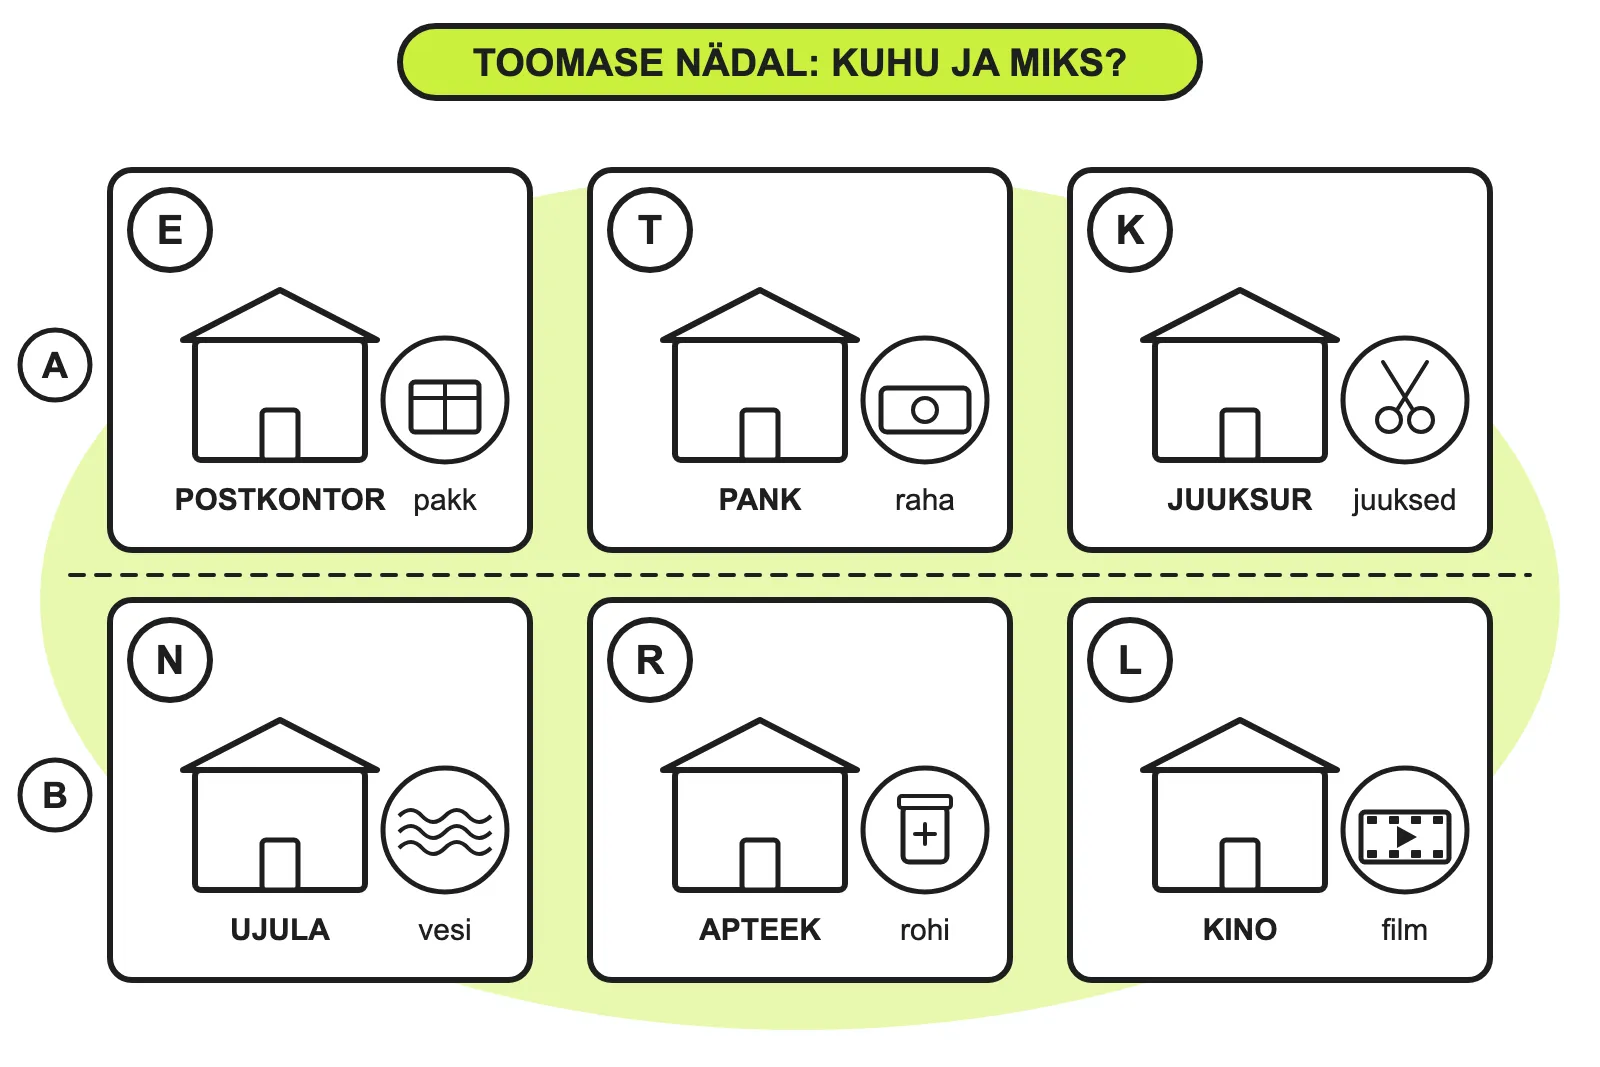 TOOMASE NÄDAL: KUHU JA MIKS?
A
E
POSTKONTOR pakk
T
PANK raha
K
JUUKSUR juuksed
B
N
UJULA vesi
R
APTEEK rohi
L
KINO film